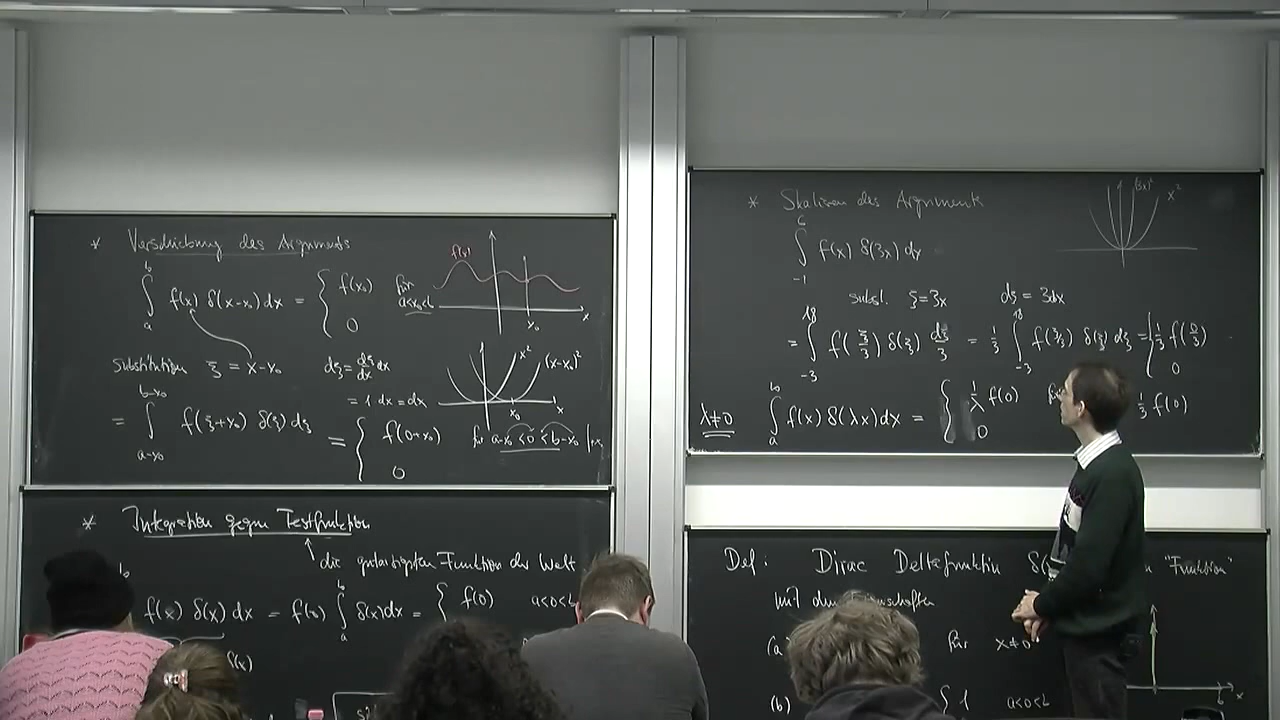 * Verschiebung des Arguments
∫_a^b f(x) δ(x-x₀) dx = { f(x₀) für a<x₀<b
0
f(x)
x₀ x
Substitution ξ = x-x₀ dξ = dξ/dx dx
= 1 dx = dx
x² (x-x₀)²
x₀ x
= ∫_{a-x₀}^{b-x₀} f(ξ+x₀) δ(ξ) dξ = { f(0+x₀) für a-x₀ < 0 < b-x₀ | +x₀
0
* Integration gegen Testfunktion
die gutartigsten Funktion der Welt
f(x) δ(x) dx = f(0) ∫_a^b δ(x) dx = { f(0) a<0<b
* Skalieren des Arguments
(3x)² x²
∫_{-1}^6 f(x) δ(3x) dx
subst. ξ=3x dξ = 3dx
= ∫_{-3}^{18} f(ξ/3) δ(ξ) dξ/3 = 1/3 ∫_{-3}^{18} f(ξ/3) δ(ξ) dξ = { 1/3 f(0/3)
0
λ≠0 ∫_a^b f(x) δ(λx) dx = { 1/λ f(0)
0
1/3 f(0)
Def: Dirac Deltafunktion "Funktion"
mit den
(a) für x≠0
(b) { 1 a<0<b
x